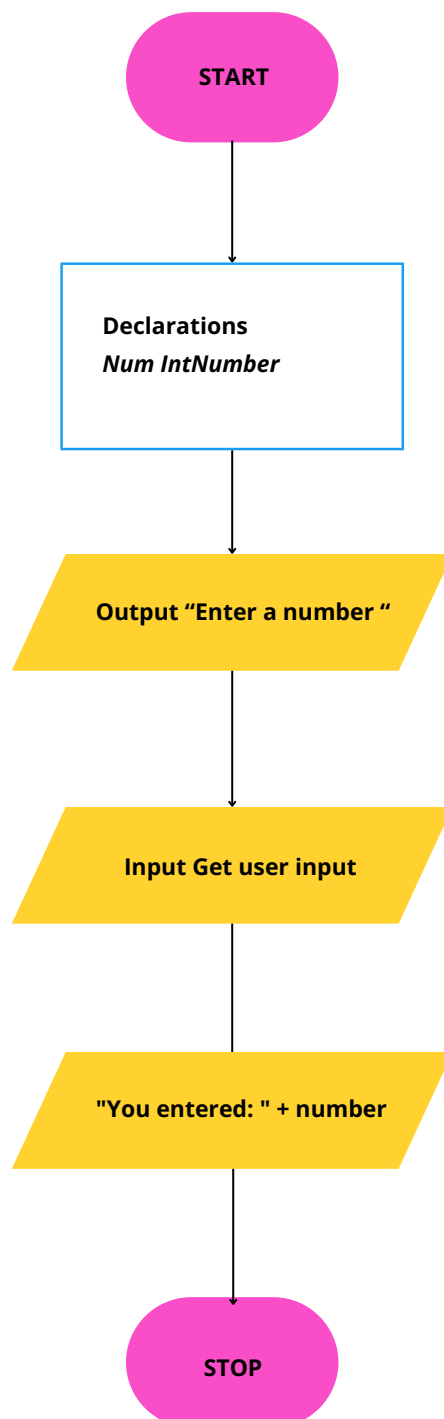 START
Declarations
Num IntNumber
Output “Enter a number “
Input Get user input
"You entered: " + number
STOP